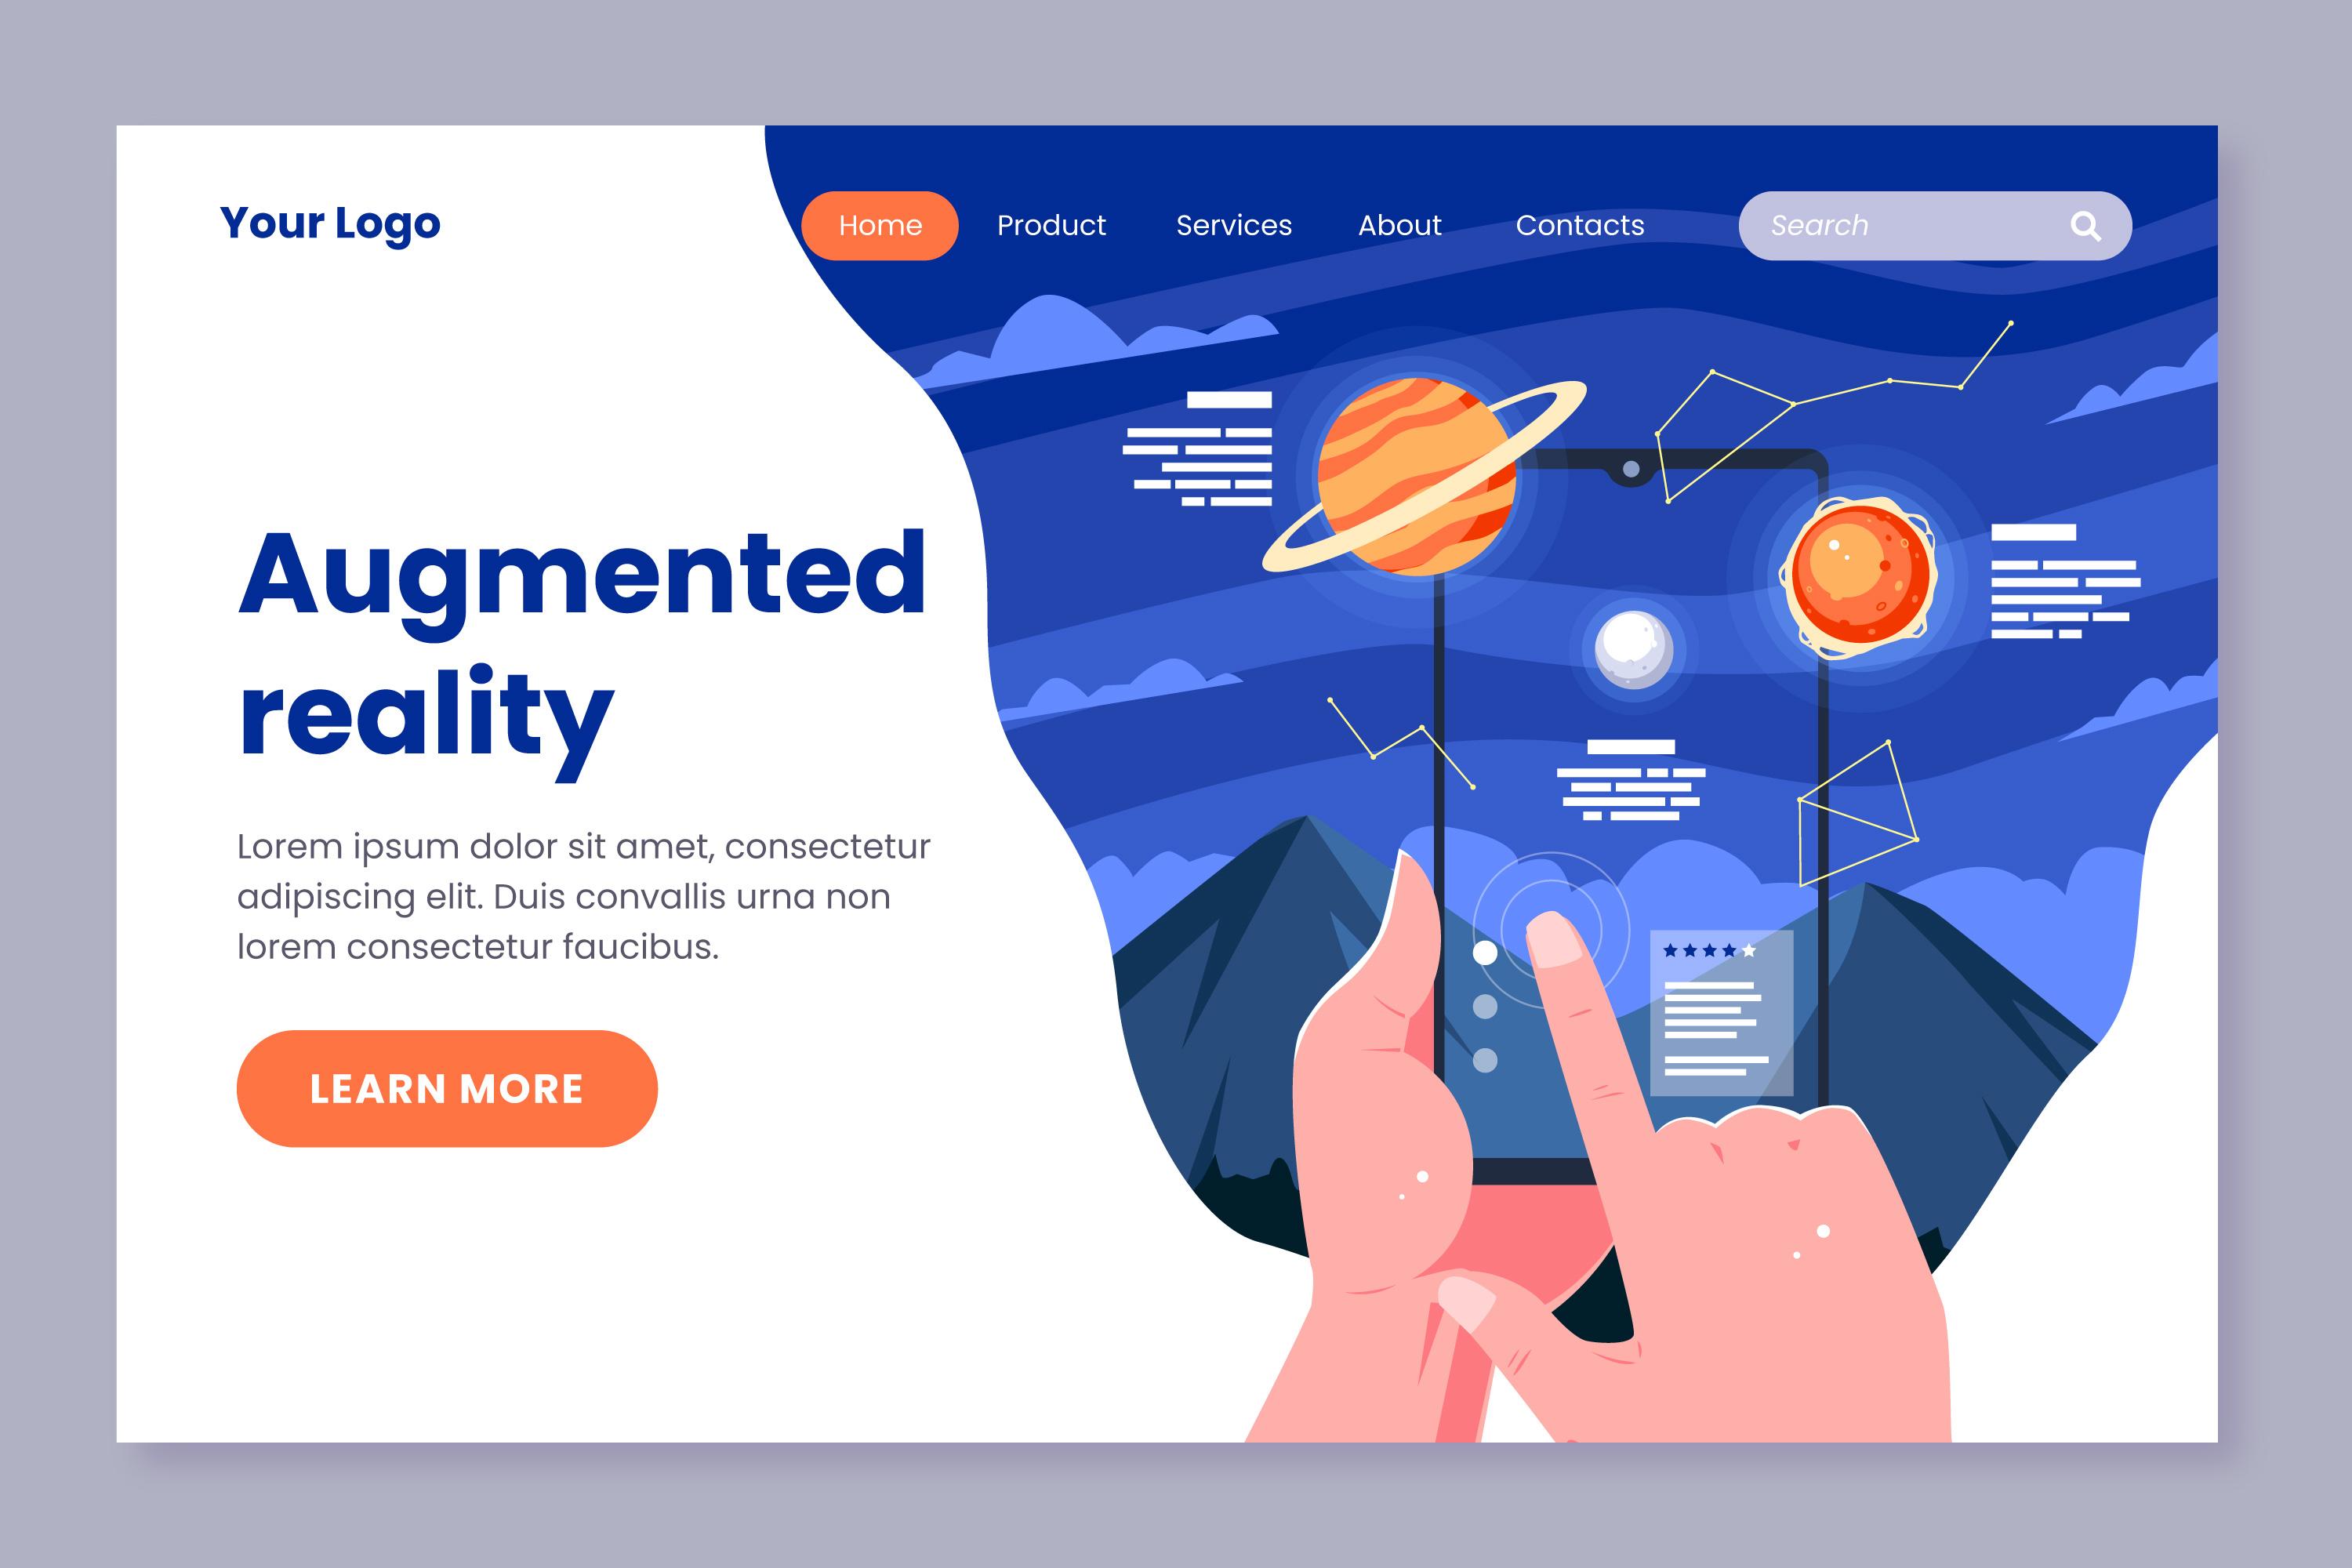 Your Logo
Home Product Services About Contacts Search
Augmented
reality
Lorem ipsum dolor sit amet, consectetur
adipiscing elit. Duis convallis urna non
lorem consectetur faucibus.
LEARN MORE